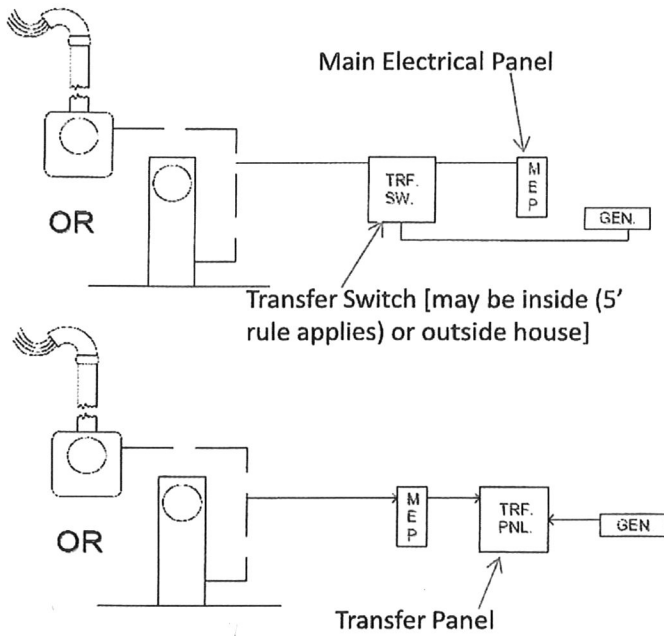 Main Electrical Panel
TRF.
SW.
M
E
P
GEN.
OR
Transfer Switch [may be inside (5'
rule applies) or outside house]
M
E
P
TRF.
PNL.
GEN
OR
Transfer Panel